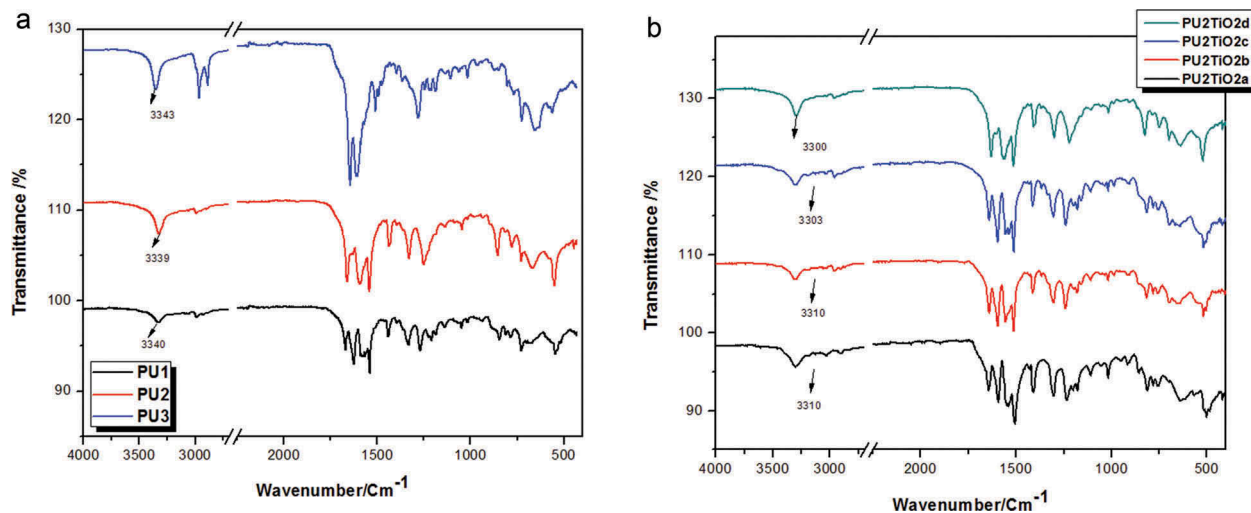 a
130
120
110
100
90
Transmittance /%
3343
3339
3340
PU1
PU2
PU3
4000 3000 2000 1500 1000 500
Wavenumber/Cm-1
b
PU2TiO2d
PU2TiO2c
PU2TiO2b
PU2TiO2a
130
120
110
100
90
Transmittance /%
3300
3303
3310
3310
4000 3000 2000 1500 1000 500
Wavenumber/Cm-1